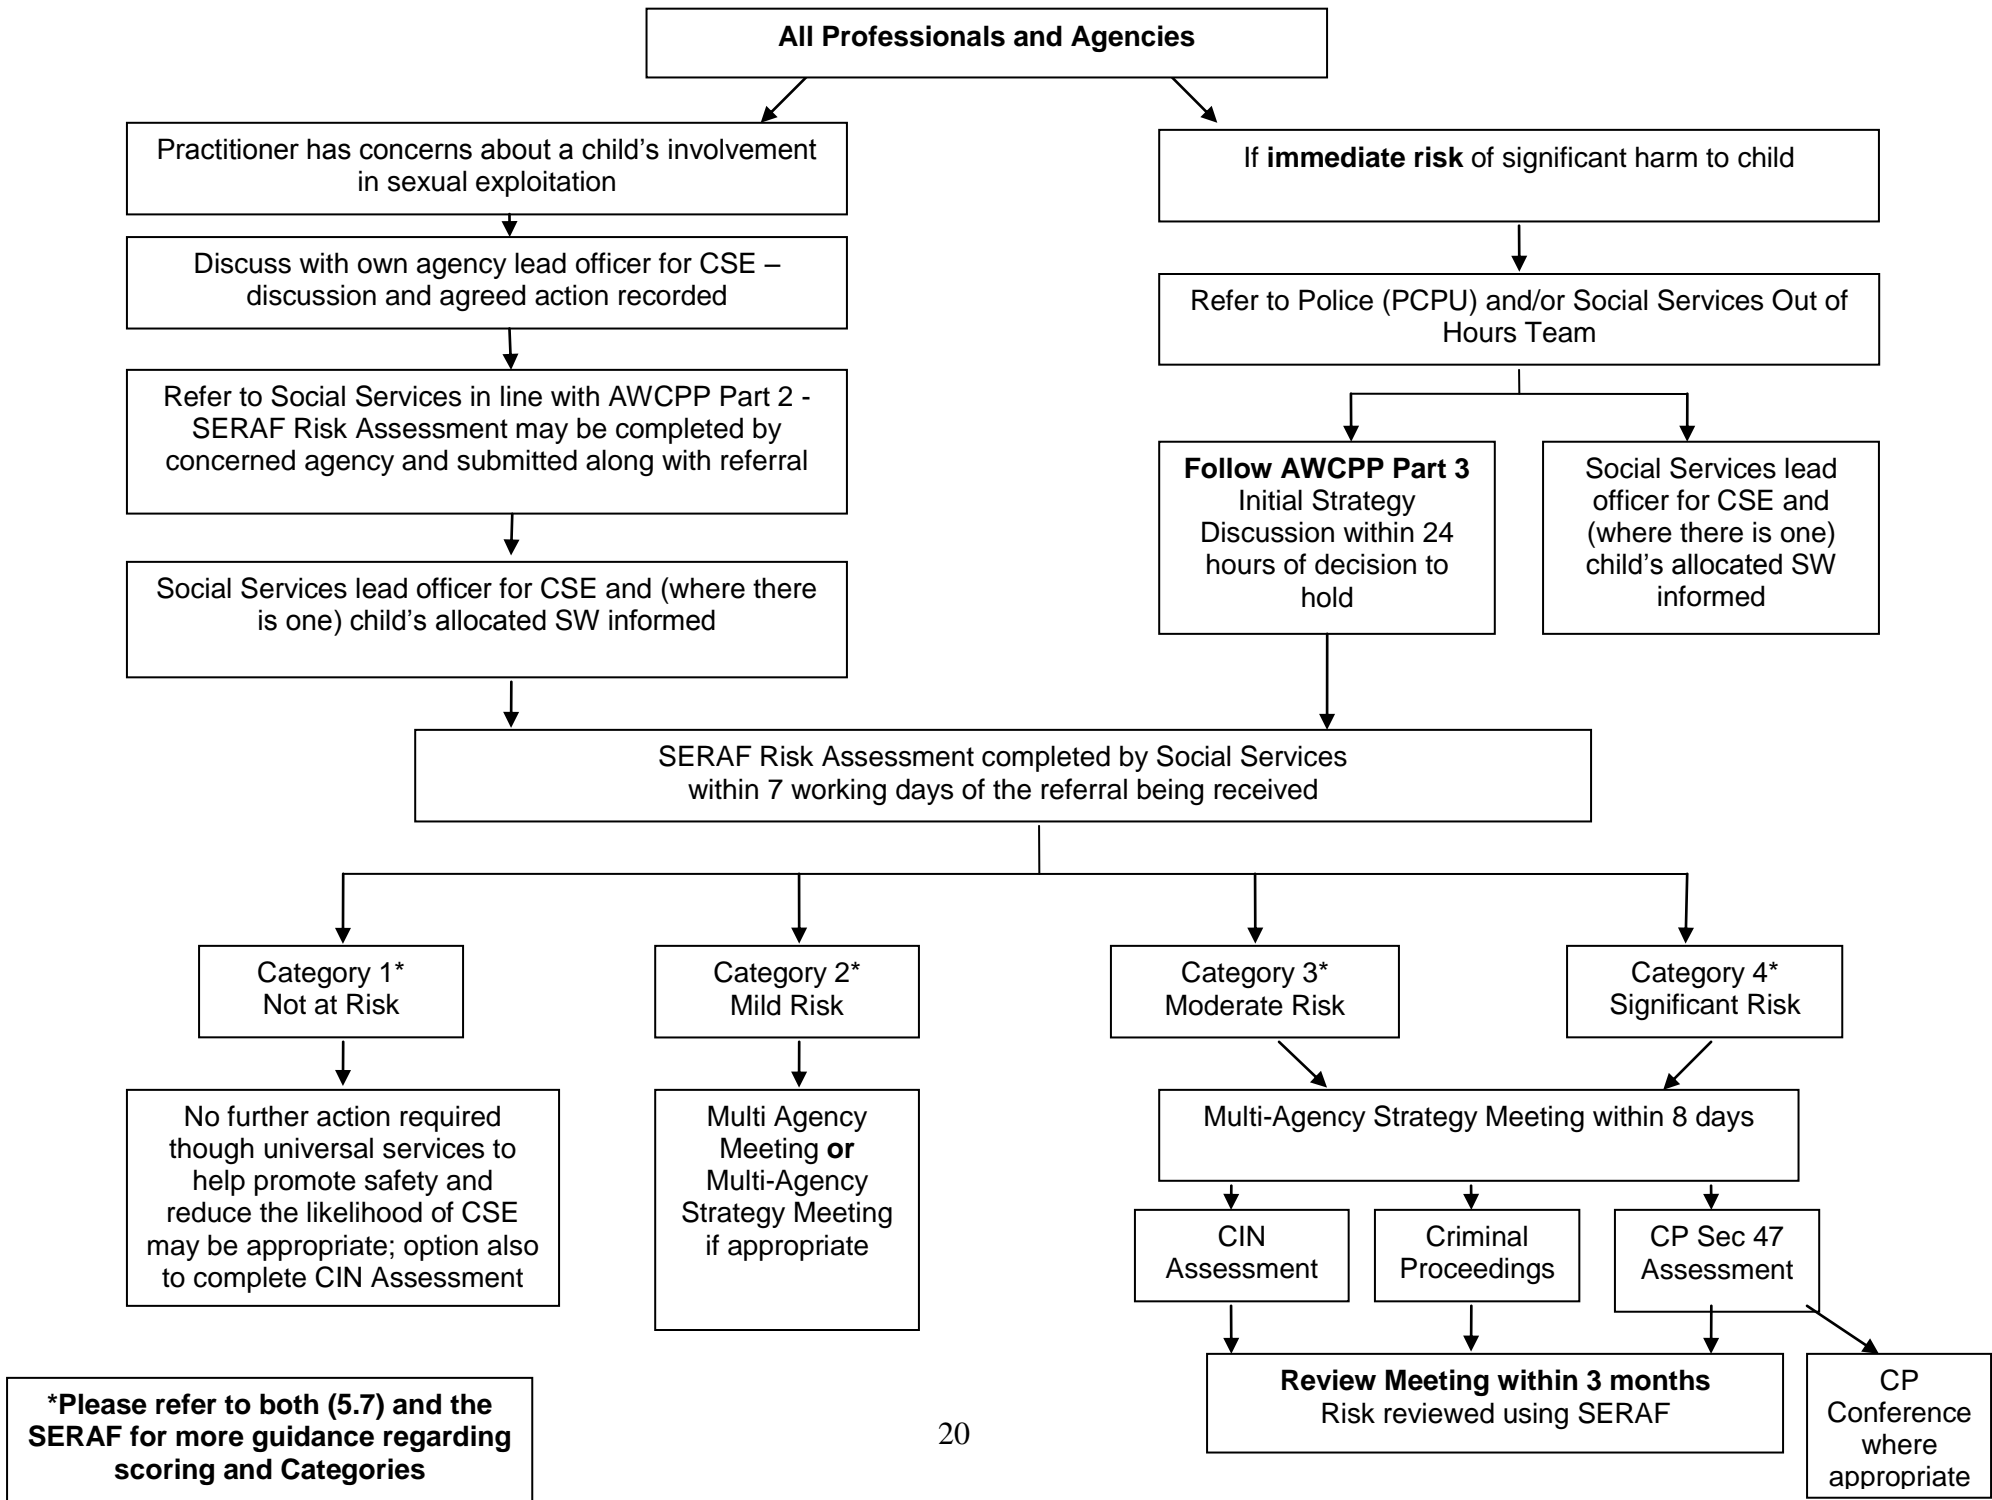 All Professionals and Agencies
Practitioner has concerns about a child's involvement
in sexual exploitation
If immediate risk of significant harm to child
Discuss with own agency lead officer for CSE –
discussion and agreed action recorded
Refer to Police (PCPU) and/or Social Services Out of
Hours Team
Refer to Social Services in line with AWCPP Part 2 -
SERAF Risk Assessment may be completed by
concerned agency and submitted along with referral
Follow AWCPP Part 3
Initial Strategy
Discussion within 24
hours of decision to
hold
Social Services lead
officer for CSE and
(where there is one)
child's allocated SW
informed
Social Services lead officer for CSE and (where there
is one) child's allocated SW informed
SERAF Risk Assessment completed by Social Services
within 7 working days of the referral being received
Category 1*
Not at Risk
Category 2*
Mild Risk
Category 3*
Moderate Risk
Category 4*
Significant Risk
No further action required
though universal services to
help promote safety and
reduce the likelihood of CSE
may be appropriate; option also
to complete CIN Assessment
Multi Agency
Meeting or
Multi-Agency
Strategy Meeting
if appropriate
Multi-Agency Strategy Meeting within 8 days
CIN
Assessment
Criminal
Proceedings
CP Sec 47
Assessment
Review Meeting within 3 months
Risk reviewed using SERAF
CP
Conference
where
appropriate
*Please refer to both (5.7) and the
SERAF for more guidance regarding
scoring and Categories
20